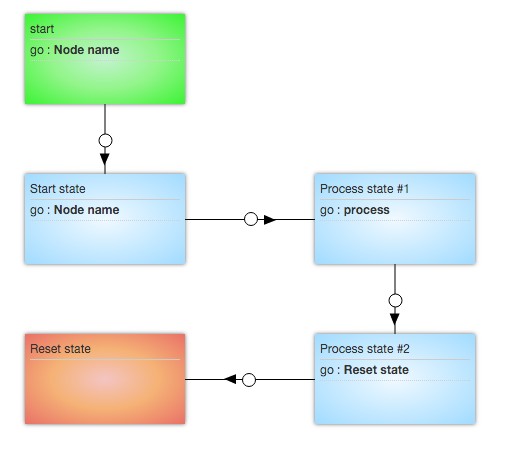 start
go : Node name
Start state
go : Node name
Process state #1
go : process
Reset state
Process state #2
go : Reset state